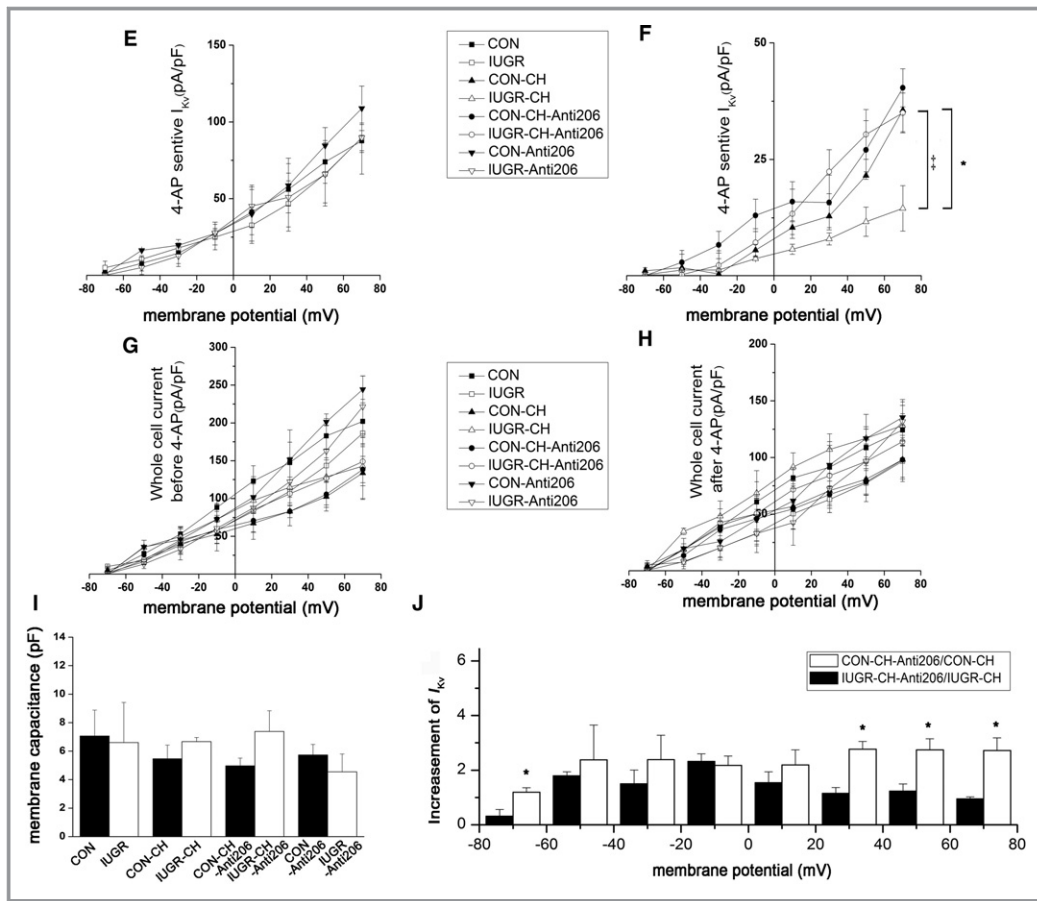 E
4-AP sentive I_Kv(pA/pF)
150
100
50
-80 -60 -40 -20 0 20 40 60 80
membrane potential (mV)
CON
IUGR
CON-CH
IUGR-CH
CON-CH-Anti206
IUGR-CH-Anti206
CON-Anti206
IUGR-Anti206
F
4-AP sentive I_Kv(pA/pF)
50
25
-80 -60 -40 -20 0 20 40 60 80
membrane potential (mV)
‡
*
G
Whole cell current
before 4-AP(pA/pF)
300
250
200
150
100
50
-80 -60 -40 -20 0 20 40 60 80
membrane potential (mV)
CON
IUGR
CON-CH
IUGR-CH
CON-CH-Anti206
IUGR-CH-Anti206
CON-Anti206
IUGR-Anti206
H
Whole cell current
after 4-AP(pA/pF)
200
150
100
50
-80 -60 -40 -20 0 20 40 60 80
membrane potential (mV)
I
membrane capacitance (pF)
14
12
10
8
6
4
2
0
CON
IUGR
CON-CH
IUGR-CH
CON-CH
-Anti206
IUGR-CH
-Anti206
CON
-Anti206
IUGR
-Anti206
J
Increasement of I_Kv
6
4
2
0
CON-CH-Anti206/CON-CH
IUGR-CH-Anti206/IUGR-CH
* * * *
-80 -60 -40 -20 0 20 40 60 80
membrane potential (mV)